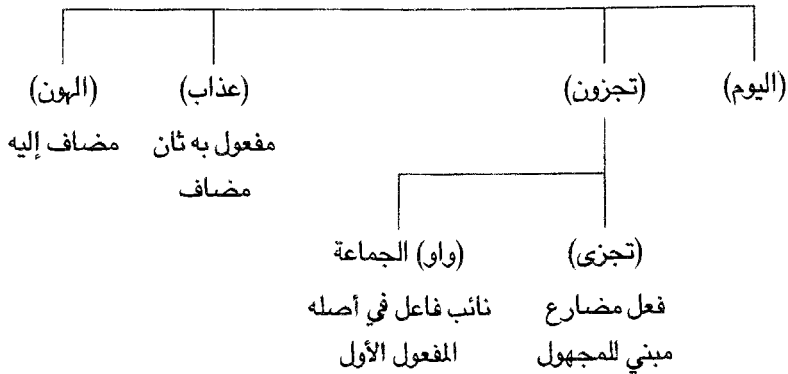 (اليوم) (تجزون) (عذاب) (الهون)
مفعول به ثان مضاف إليه
مضاف
(تجزى) (واو) الجماعة
فعل مضارع نائب فاعل في أصله
مبني للمجهول المفعول الأول